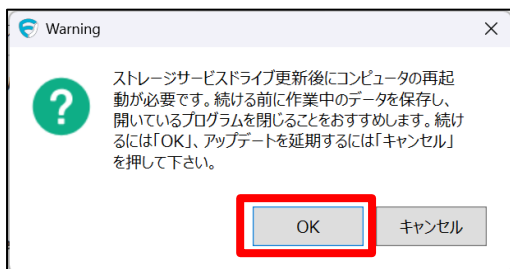 Warning
ストレージサービスドライブ更新後にコンピュータの再起
動が必要です。続ける前に作業中のデータを保存し、
開いているプログラムを閉じることをおすすめします。続け
るには「OK」、アップデートを延期するには「キャンセル」
を押して下さい。
OK
キャンセル